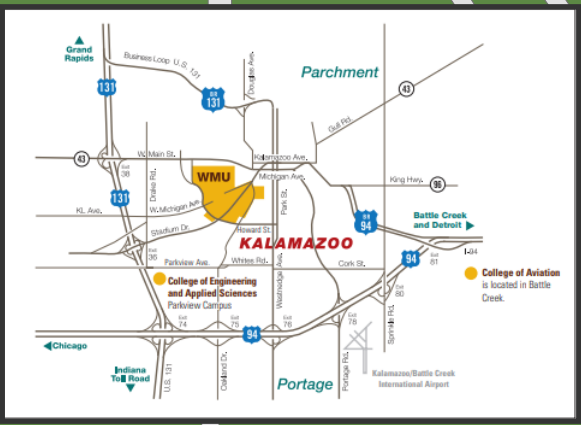 Grand
Rapids
Business Loop U.S. 131
Douglas Ave.
Parchment
131
BR
131
43
Gull Rd.
43
W. Main St.
Kalamazoo Ave.
Exit
38
WMU
Michigan Ave.
King Hwy.
96
Drake Rd.
131
Park St.
KL Ave.
W. Michigan Ave.
BR
94
Battle Creek
and Detroit
Stadium Dr.
Howard St.
KALAMAZOO
Exit
36
Parkview Ave.
Whites Rd.
Cork St.
94
Exit
81
I-94
College of Engineering
and Applied Sciences
Parkview Campus
Westnedge Ave.
College of Aviation
is located in Battle
Creek.
Exit
80
Exit
74
Exit
75
Exit
76
Exit
78
Sprinkle Rd.
94
Chicago
Indiana
Toll Road
U.S. 131
Oakland Dr.
Portage
Portage Rd.
Kalamazoo/Battle Creek
International Airport